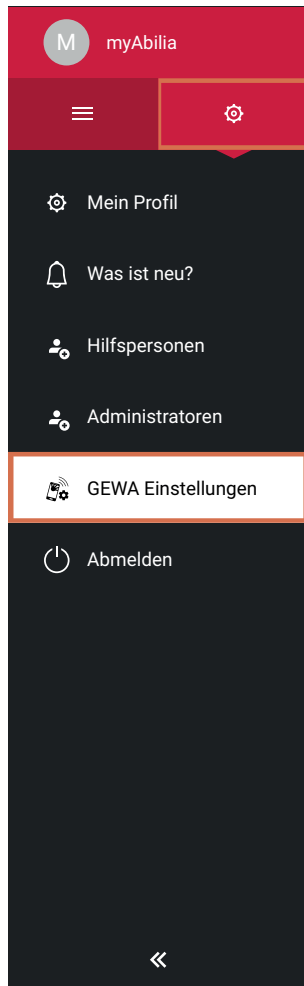 M myAbilia
Mein Profil
Was ist neu?
Hilfspersonen
Administratoren
GEWA Einstellungen
Abmelden